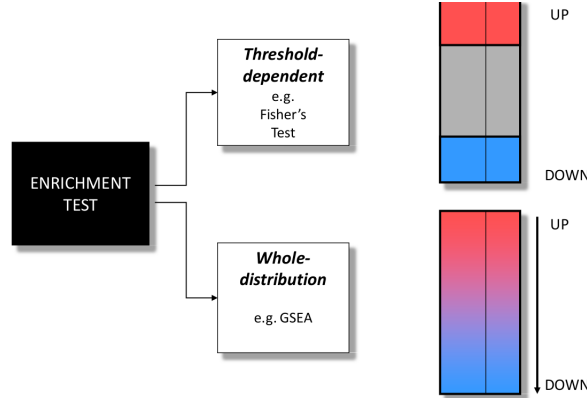 ENRICHMENT
TEST
Threshold-
dependent
e.g.
Fisher's
Test
UP
DOWN
Whole-
distribution
e.g. GSEA
UP
DOWN